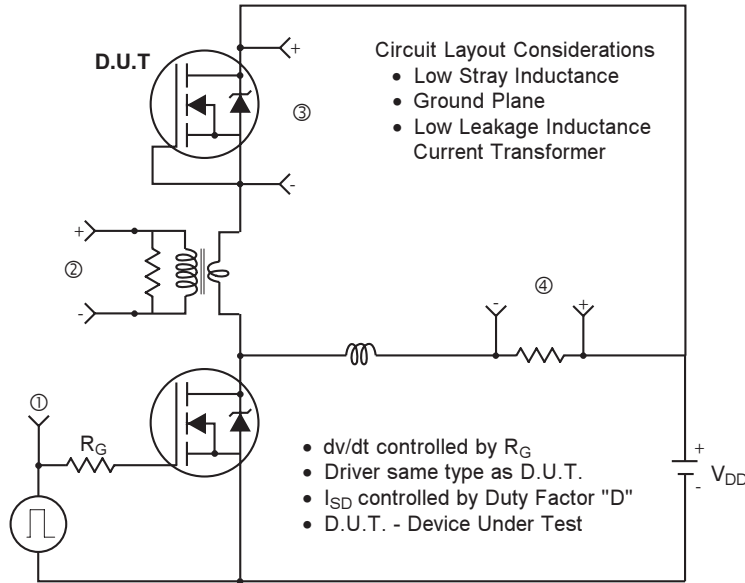 D.U.T
+
Circuit Layout Considerations
• Low Stray Inductance
• Ground Plane
• Low Leakage Inductance
Current Transformer
③
-
+
②
-
④
-
+
①
R_G
• dv/dt controlled by R_G
• Driver same type as D.U.T.
• I_SD controlled by Duty Factor "D"
• D.U.T. - Device Under Test
+
V_DD
-